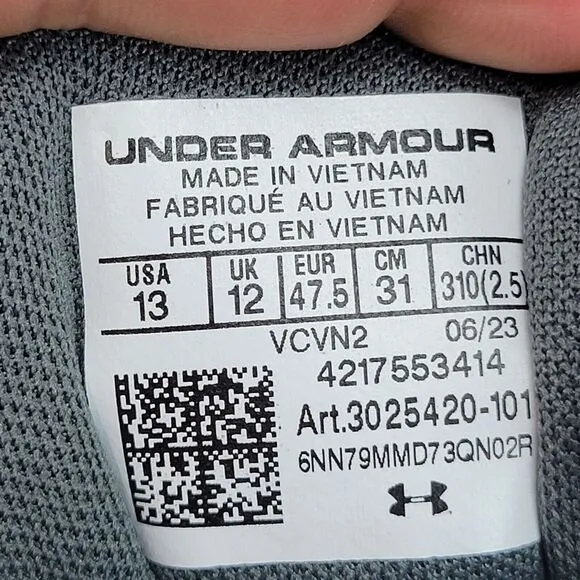 UNDER ARMOUR
MADE IN VIETNAM
FABRIQUÉ AU VIETNAM
HECHO EN VIETNAM
USA UK EUR CM CHN
13 12 47.5 31 310(2.5)
VCVN2 06/23
4217553414
Art.3025420-101
6NN79MMD73QN02R